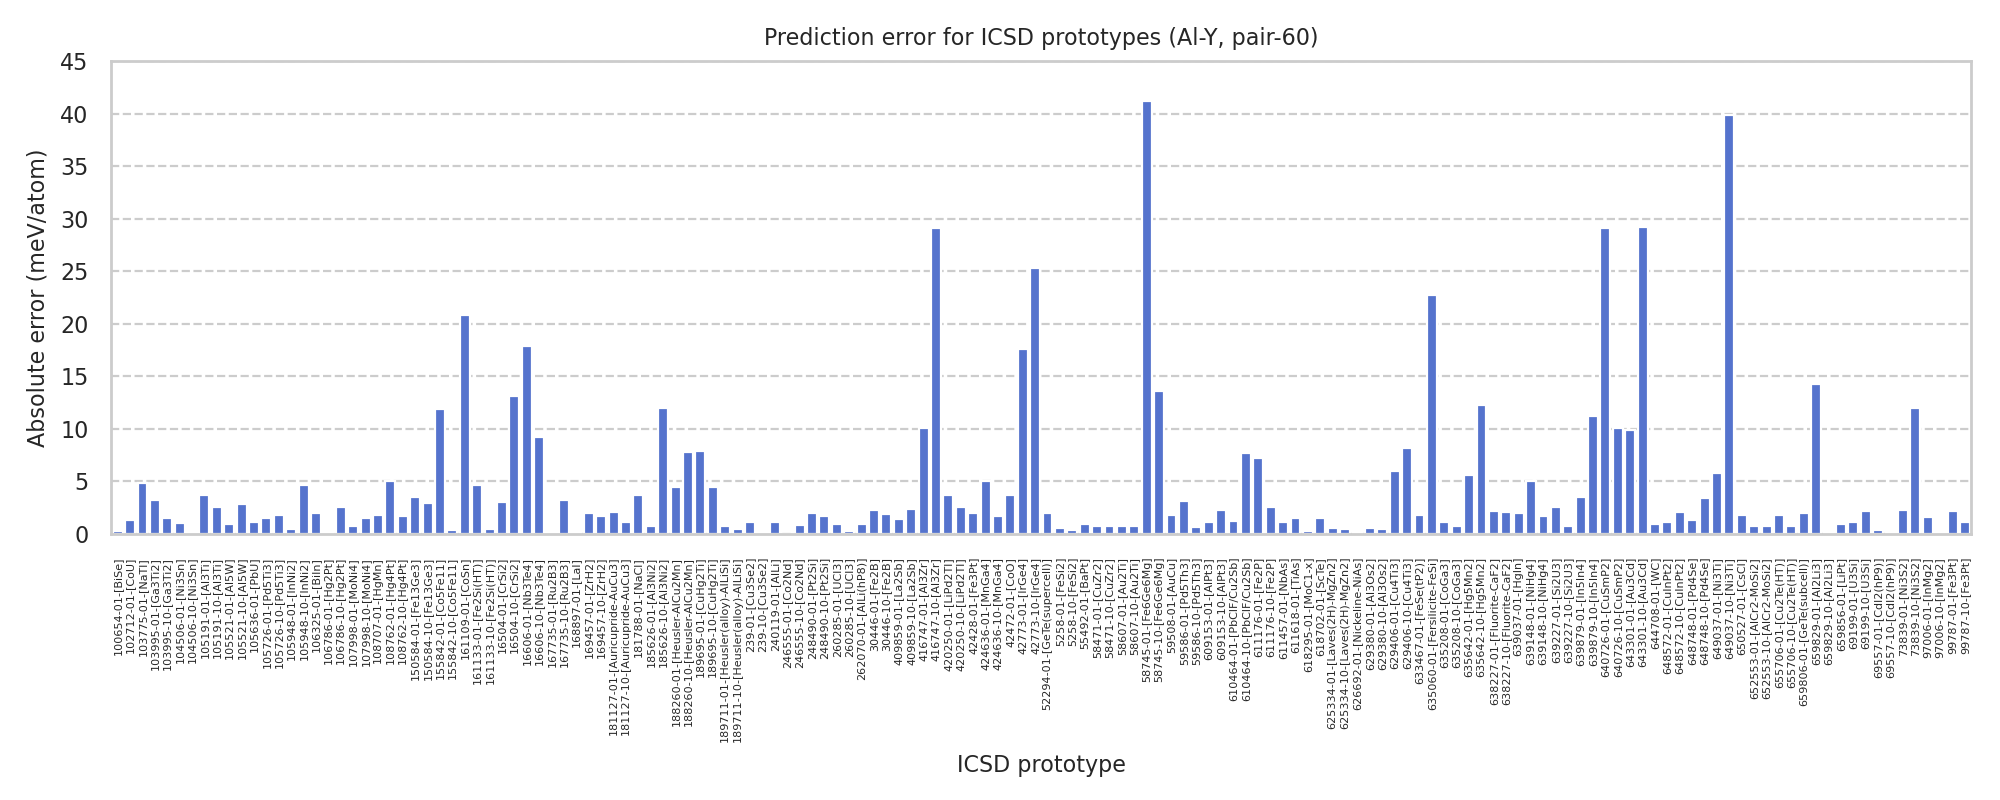 Prediction error for ICSD prototypes (Al-Y, pair-60)
45
40
35
30
25
20
15
10
5
0
Absolute error (meV/atom)
100654-01-[BiSe]
102712-01-[CoU]
103775-01-[NaTl]
103995-01-[Ga3Ti2]
103995-10-[Ga3Ti2]
104506-01-[Ni3Sn]
104506-10-[Ni3Sn]
105191-01-[Al3Ti]
105191-10-[Al3Ti]
105521-01-[Al5W]
105521-10-[Al5W]
105636-01-[PbU]
105726-01-[Pd5Ti3]
105726-10-[Pd5Ti3]
105948-01-[InNi2]
105948-10-[InNi2]
106325-01-[BiIn]
106786-01-[Hg2Pt]
106786-10-[Hg2Pt]
107998-01-[MoNi4]
107998-10-[MoNi4]
108707-01-[HgMn]
108762-01-[Hg4Pt]
108762-10-[Hg4Pt]
150584-01-[Fe13Ge3]
150584-10-[Fe13Ge3]
155842-01-[Co5Fe11]
155842-10-[Co5Fe11]
161109-01-[CoSn]
161133-01-[Fe2Si(HT)]
161133-10-[Fe2Si(HT)]
16504-01-[CrSi2]
16504-10-[CrSi2]
16606-01-[Nb3Te4]
16606-10-[Nb3Te4]
167735-01-[Ru2B3]
167735-10-[Ru2B3]
168897-01-[LaI]
169457-01-[ZrH2]
169457-10-[ZrH2]
181127-01-[Auricupride-AuCu3]
181127-10-[Auricupride-AuCu3]
181788-01-[NaCl]
185626-01-[Al3Ni2]
185626-10-[Al3Ni2]
188260-01-[Heusler-AlCu2Mn]
188260-10-[Heusler-AlCu2Mn]
189695-01-[CuHg2Ti]
189695-10-[CuHg2Ti]
189711-01-[Heusler(alloy)-AlLiSi]
189711-10-[Heusler(alloy)-AlLiSi]
239-01-[Cu3Se2]
239-10-[Cu3Se2]
240119-01-[AlLi]
246555-01-[Co2Nd]
246555-10-[Co2Nd]
248490-01-[Pt2Si]
248490-10-[Pt2Si]
260285-01-[UCl3]
260285-10-[UCl3]
262070-01-[AlLi(hP8)]
30446-01-[Fe2B]
30446-10-[Fe2B]
409859-01-[La2Sb]
409859-10-[La2Sb]
416747-01-[Al3Zr]
416747-10-[Al3Zr]
420250-01-[LiPd2Tl]
420250-10-[LiPd2Tl]
42428-01-[Fe3Pt]
424636-01-[MnGa4]
424636-10-[MnGa4]
42472-01-[CoO]
42773-01-[IrGe4]
42773-10-[IrGe4]
52294-01-[GeTe(supercell)]
5258-01-[FeSi2]
5258-10-[FeSi2]
55492-01-[BaPt]
58471-01-[CuZr2]
58471-10-[CuZr2]
58607-01-[Au2Ti]
58607-10-[Au2Ti]
58745-01-[Fe6Ge6Mg]
58745-10-[Fe6Ge6Mg]
59508-01-[AuCu]
59586-01-[Pd5Th3]
59586-10-[Pd5Th3]
609153-01-[AlPt3]
609153-10-[AlPt3]
610464-01-[PbClF/Cu2Sb]
610464-10-[PbClF/Cu2Sb]
611176-01-[Fe2P]
611176-10-[Fe2P]
611457-01-[NbAs]
611618-01-[TiAs]
618295-01-[MoC1-x]
618702-01-[ScTe]
625334-01-[Laves(2H)-MgZn2]
625334-10-[Laves(2H)-MgZn2]
626692-01-[Nickeline-NiAs]
629380-01-[Al3Os2]
629380-10-[Al3Os2]
629406-01-[Cu4Ti3]
629406-10-[Cu4Ti3]
633467-01-[FeSe(tP2)]
635060-01-[Fersilicite-FeSi]
635208-01-[CoGa3]
635208-10-[CoGa3]
635642-01-[Hg5Mn2]
635642-10-[Hg5Mn2]
638227-01-[Fluorite-CaF2]
638227-10-[Fluorite-CaF2]
639037-01-[HgIn]
639148-01-[NiHg4]
639148-10-[NiHg4]
639227-01-[Si2U3]
639227-10-[Si2U3]
639879-01-[In5In4]
639879-10-[In5In4]
640726-01-[CuSmP2]
640726-10-[CuSmP2]
643301-01-[Au3Cd]
643301-10-[Au3Cd]
644708-01-[WC]
648572-01-[CuInPt2]
648572-10-[CuInPt2]
648748-01-[Pd4Se]
648748-10-[Pd4Se]
649037-01-[Ni3Ti]
649037-10-[Ni3Ti]
650527-01-[CsCl]
652553-01-[AlCr2-MoSi2]
652553-10-[AlCr2-MoSi2]
655706-01-[Cu2Te(HT)]
655706-10-[Cu2Te(HT)]
659806-01-[GeTe(subcell)]
659829-01-[Al2Li3]
659829-10-[Al2Li3]
659856-01-[LiPt]
69199-01-[U3Si]
69199-10-[U3Si]
69557-01-[CdI2(hP9)]
69557-10-[CdI2(hP9)]
73839-01-[Ni3S2]
73839-10-[Ni3S2]
97006-01-[InMg2]
97006-10-[InMg2]
99787-01-[Fe3Pt]
99787-10-[Fe3Pt]
ICSD prototype